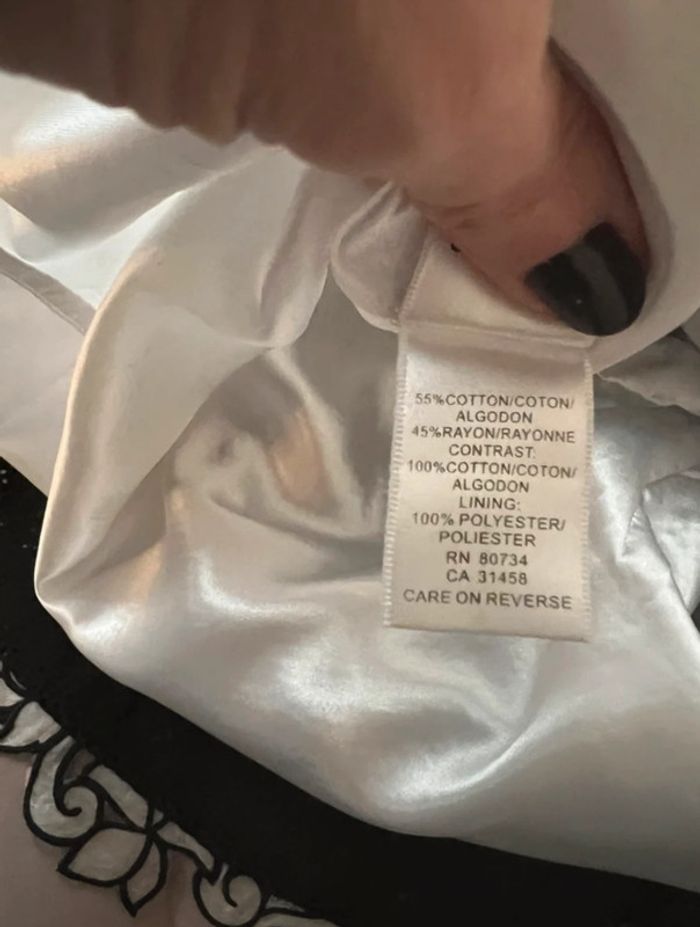 55%COTTON/COTON/
ALGODON
45%RAYON/RAYONNE
CONTRAST:
100%COTTON/COTON/
ALGODON
LINING:
100% POLYESTER/
POLIESTER
RN 80734
CA 31458
CARE ON REVERSE